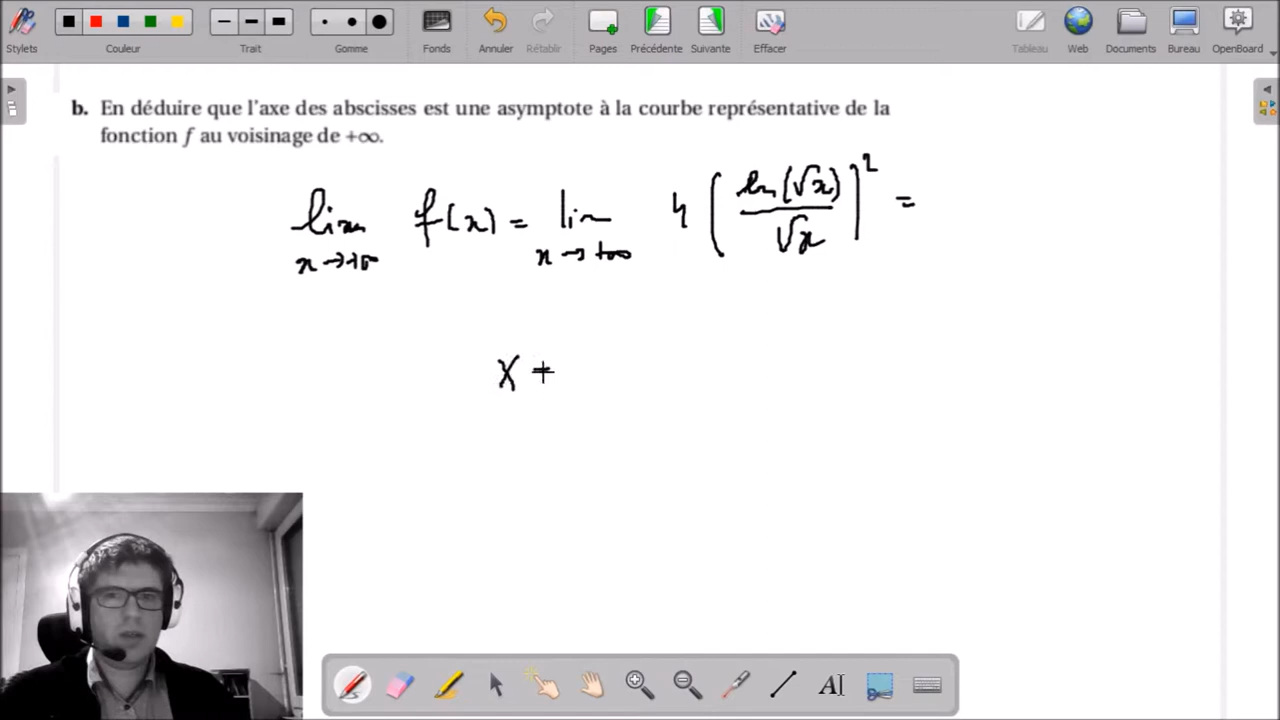 Stylets Couleur Trait Gomme Fonds Annuler Rétablir Pages Précédente Suivante Effacer Tableau Web Documents Bureau OpenBoard
b. En déduire que l'axe des abscisses est une asymptote à la courbe représentative de la
fonction f au voisinage de +∞.
lim f(x) = lim 4 [ln(√x)/√x]² =
x→+∞ x→+∞
X =
AI